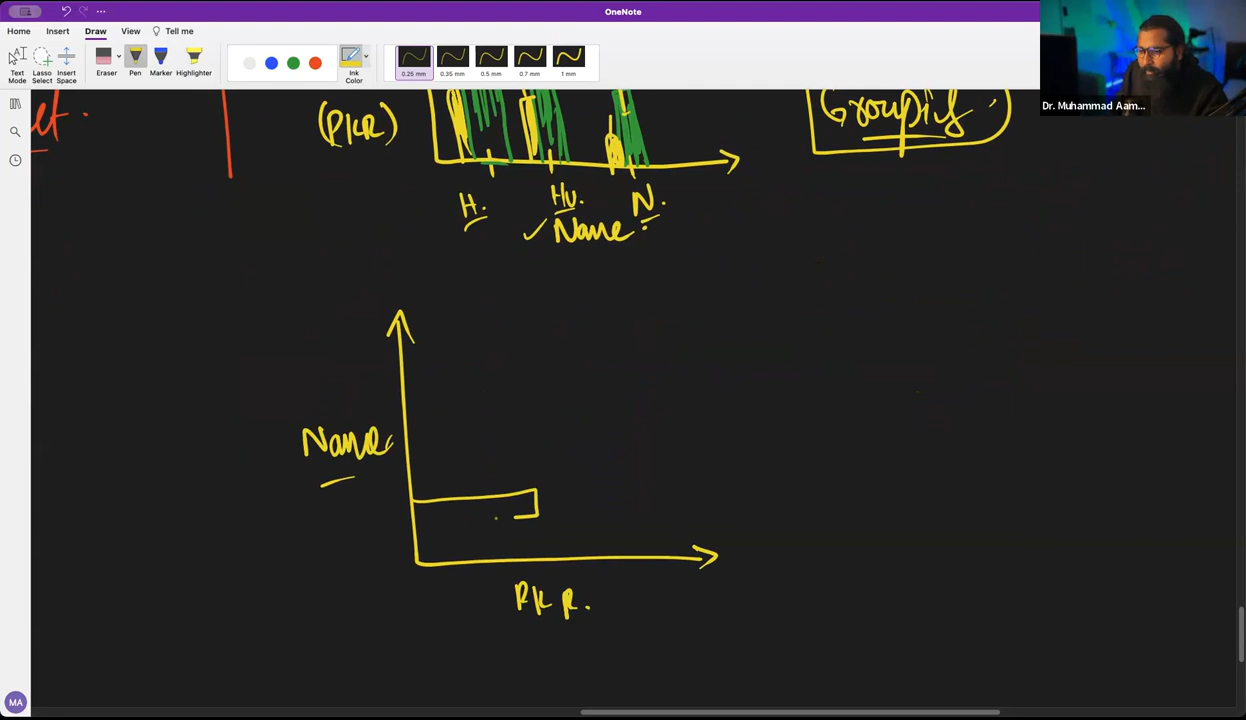 OneNote
Home Insert Draw View Tell me
Text Mode
Lasso Select
Insert Space
Eraser
Pen
Marker
Highlighter
Ink Color
0.25 mm
0.35 mm
0.5 mm
0.7 mm
1 mm
Dr. Muhammad Aam...
(PKR)
H. Hu. N.
Name
Name
PKR.
MA